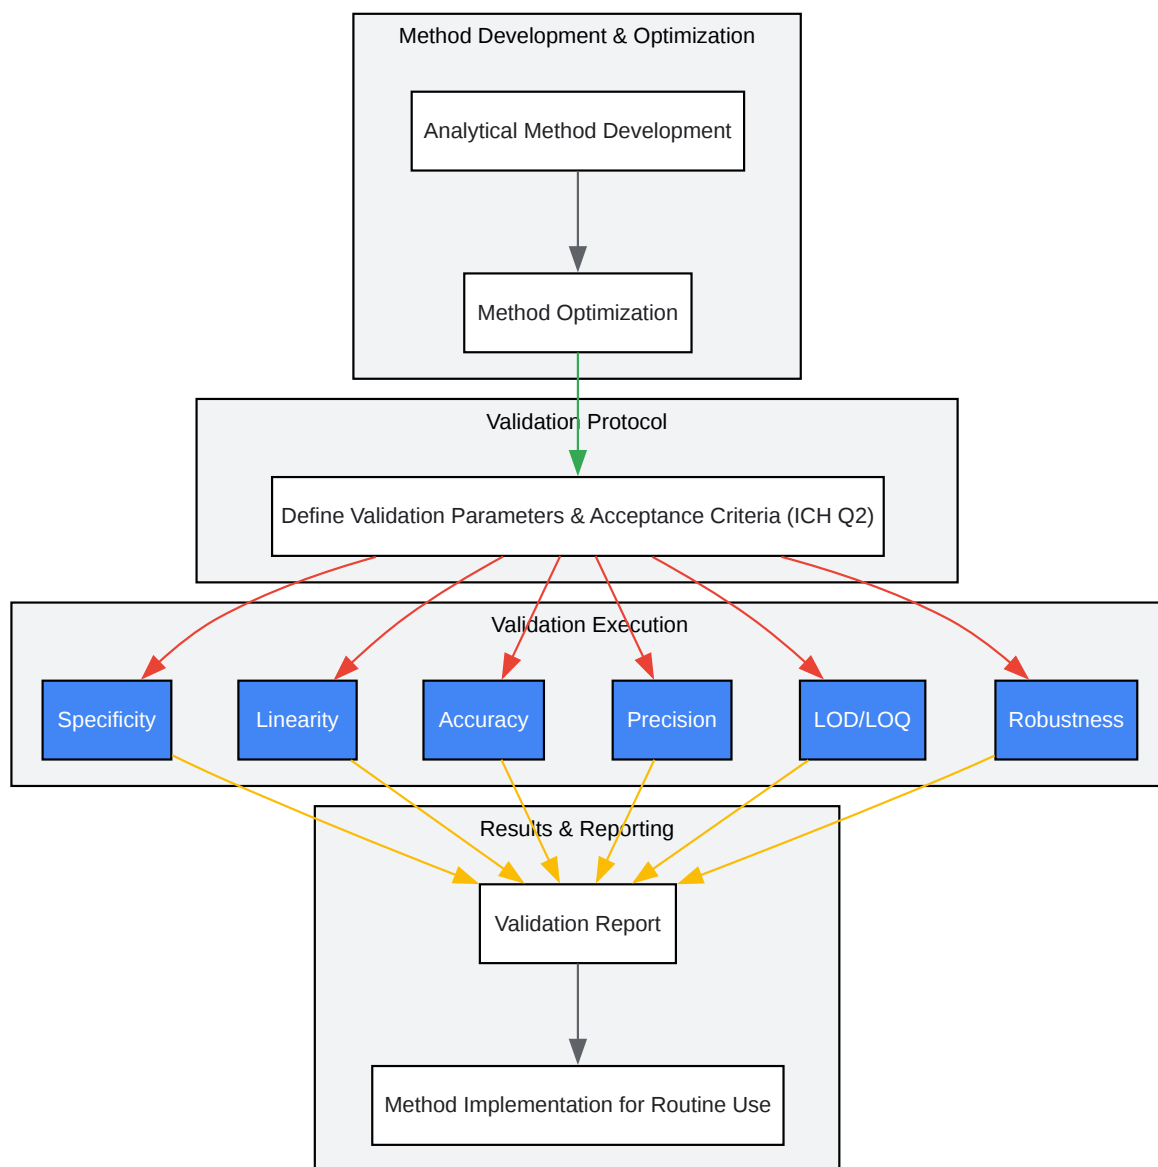 Method Development & Optimization
Analytical Method Development
Method Optimization
Validation Protocol
Define Validation Parameters & Acceptance Criteria (ICH Q2)
Validation Execution
Specificity
Linearity
Accuracy
Precision
LOD/LOQ
Robustness
Results & Reporting
Validation Report
Method Implementation for Routine Use